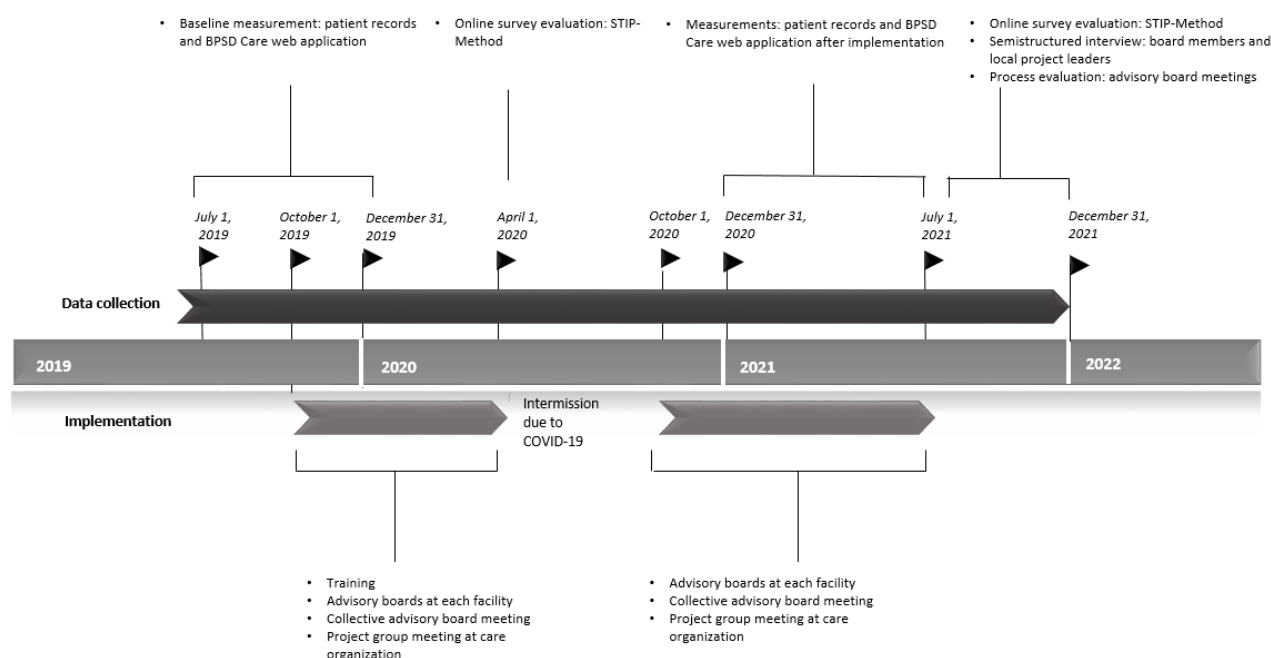 • Baseline measurement: patient records
and BPSD Care web application
• Online survey evaluation: STIP-
Method
• Measurements: patient records and BPSD
Care web application after implementation
• Online survey evaluation: STIP-Method
• Semistructured interview: board members and
local project leaders
• Process evaluation: advisory board meetings
July 1,
2019
October 1,
2019
December 31,
2019
April 1,
2020
October 1,
2020
December 31,
2020
July 1,
2021
December 31,
2021
Data collection
2019
2020
2021
2022
Implementation
Intermission
due to
COVID-19
• Training
• Advisory boards at each facility
• Collective advisory board meeting
• Project group meeting at care
organization
• Advisory boards at each facility
• Collective advisory board meeting
• Project group meeting at care
organization